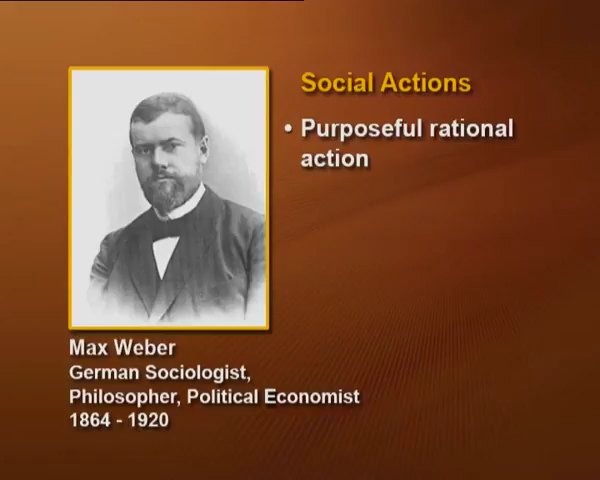 Social Actions
• Purposeful rational
action
Max Weber
German Sociologist,
Philosopher, Political Economist
1864 - 1920